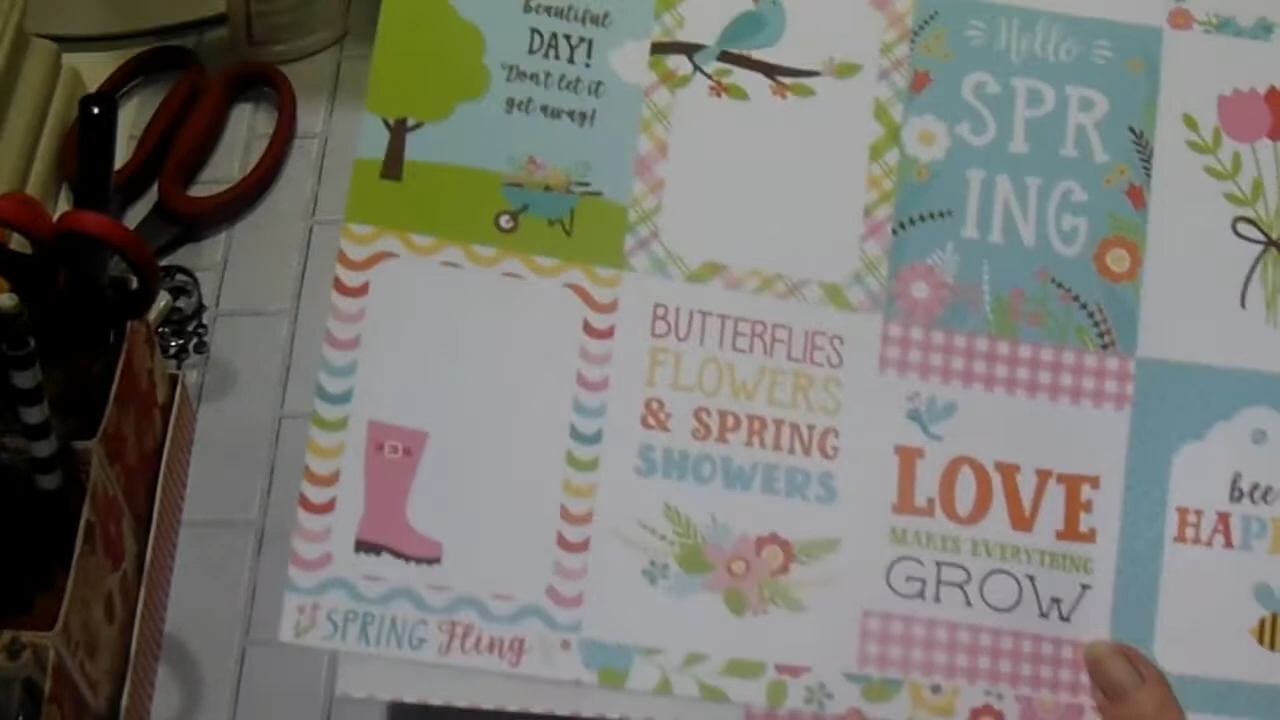 beautiful
DAY!
Don't let it
get away!
Hello
SPR
ING
BUTTERFLIES
FLOWERS
& SPRING
SHOWERS
LOVE
MAKES EVERYTHING
GROW
bee
HAP
SPRING Fling